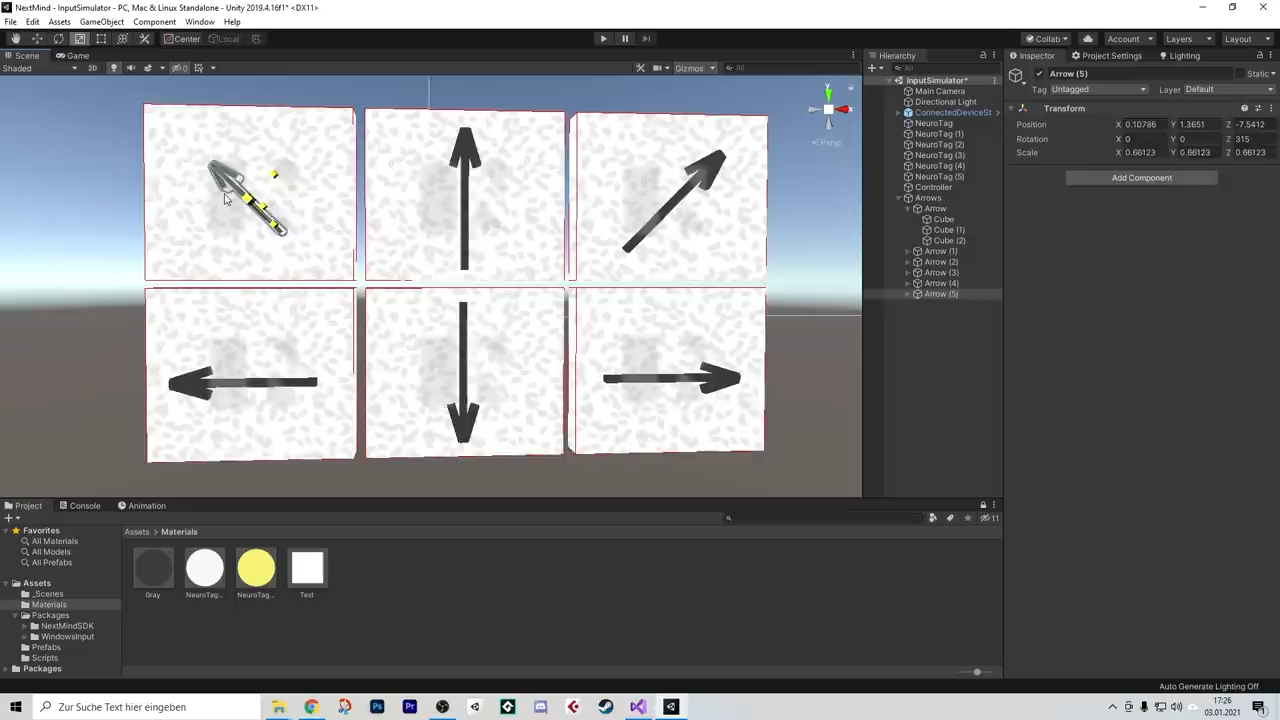 NextMind - InputSimulator - PC, Mac & Linux Standalone - Unity 2019.4.16f1* <DX11>
File Edit Assets GameObject Component Window Help
Center Local Collab Account Layers Layout
Scene Game
Shaded 2D 0 Gizmos All
Persp
Hierarchy
All
InputSimulator*
Main Camera
Directional Light
ConnectedDeviceSt
NeuroTag
NeuroTag (1)
NeuroTag (2)
NeuroTag (3)
NeuroTag (4)
NeuroTag (5)
Controller
Arrows
Arrow
Cube
Cube (1)
Cube (2)
Arrow (1)
Arrow (2)
Arrow (3)
Arrow (4)
Arrow (5)
Inspector Project Settings Lighting
Arrow (5) Static
Tag Untagged Layer Default
Transform
Position X 0.10786 Y 1.3651 Z -7.5412
Rotation X 0 Y 0 Z 315
Scale X 0.66123 Y 0.66123 Z 0.66123
Add Component
Project Console Animation
11
Favorites
All Materials
All Models
All Prefabs
Assets
_Scenes
Materials
Packages
NextMindSDK
WindowsInput
Prefabs
Scripts
Packages
Assets > Materials
Gray NeuroTag... NeuroTag... Text
Auto Generate Lighting Off
Zur Suche Text hier eingeben
17:26
03.01.2021